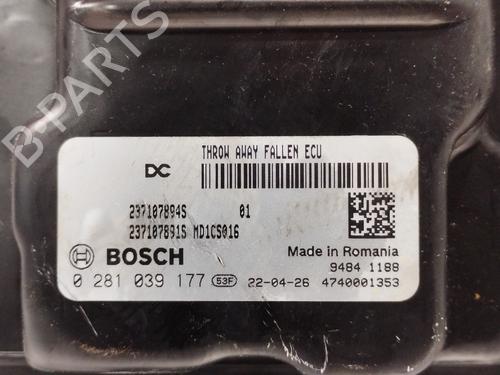 B-PARTS
THROW AWAY FALLEN ECU
DC
237107894S 01
237107891S MD1CS016
BOSCH
Made in Romania
9484 1188
0 281 039 177 53F 22-04-26 4740001353